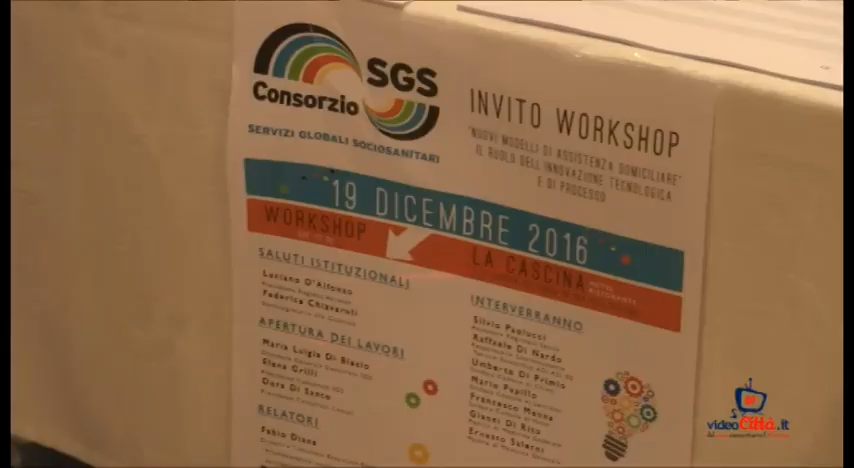 SGS
Consorzio
SERVIZI GLOBALI SOCIOSANITARI
INVITO WORKSHOP
"NUOVI MODELLI DI ASSISTENZA DOMICILIARE"
IL RUOLO DELL'INNOVAZIONE TECNOLOGICA
E DI PROCESSO
19 DICEMBRE 2016
WORKSHOP
LA CASCINA
HOTEL
RISTORANTE
SALUTI ISTITUZIONALI
Luciano D'Alfonso
Federica Chiavaroli
APERTURA DEI LAVORI
Maria Luigia Di Blasio
Elena Grilli
Dora Di Santo
RELATORI
Fabio Diana
INTERVERRANNO
Silvio Paolucci
Raffaele Di Nardo
Umberto Di Primio
Mario Pupillo
Francesco Menna
Gianni Di Rito
Ernesto Salerni
videoCittà.it